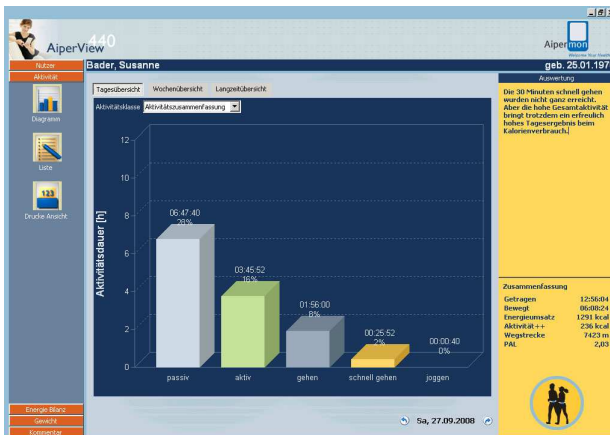 AiperView 440
Aipermon
Welcome Your Health
Nutzer
Bader, Susanne
geb. 25.01.197
Aktivität
Auswertung
Tagesübersicht Wochenübersicht Langzeitübersicht
Aktivitätsklasse Aktivitätszusammenfassung
Diagramm
Liste
123
Drucke Ansicht
Die 30 Minuten schnell gehen
wurden nicht ganz erreicht.
Aber die hohe Gesamtaktivität
bringt trotzdem ein erfreulich
hohes Tagesergebnis beim
Kalorienverbrauch.
Aktivitätsdauer [h]
12
10
8
6
4
2
0
06:47:40
28%
03:45:52
16%
01:56:00
8%
00:25:52
2%
00:00:40
0%
passiv aktiv gehen schnell gehen joggen
Zusammenfassung
Getragen 12:56:04
Bewegt 06:08:24
Energieumsatz 1291 kcal
Aktivität++ 236 kcal
Wegstrecke 7423 m
PAL 2,03
Energie Bilanz
Gewicht
Kommentar
Sa, 27.09.2008